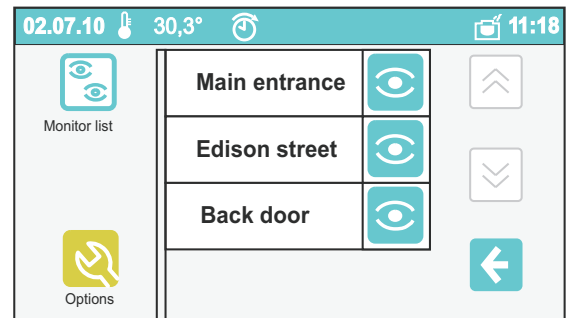 02.07.10 30,3° 11:18
Monitor list
Main entrance
Edison street
Back door
Options